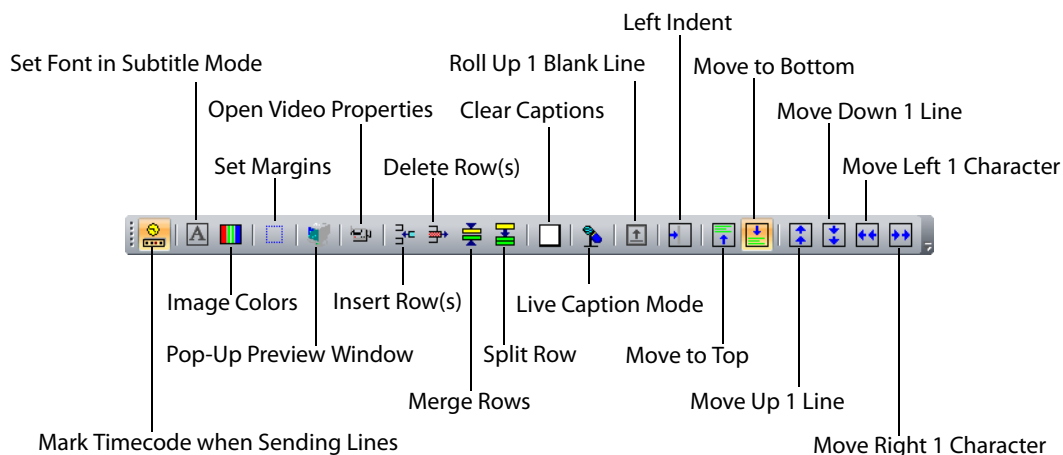 Left Indent
Set Font in Subtitle Mode
Roll Up 1 Blank Line
Move to Bottom
Open Video Properties
Clear Captions
Move Down 1 Line
Set Margins
Delete Row(s)
Move Left 1 Character
A
Image Colors
Insert Row(s)
Live Caption Mode
Pop-Up Preview Window
Split Row
Move to Top
Merge Rows
Move Up 1 Line
Mark Timecode when Sending Lines
Move Right 1 Character